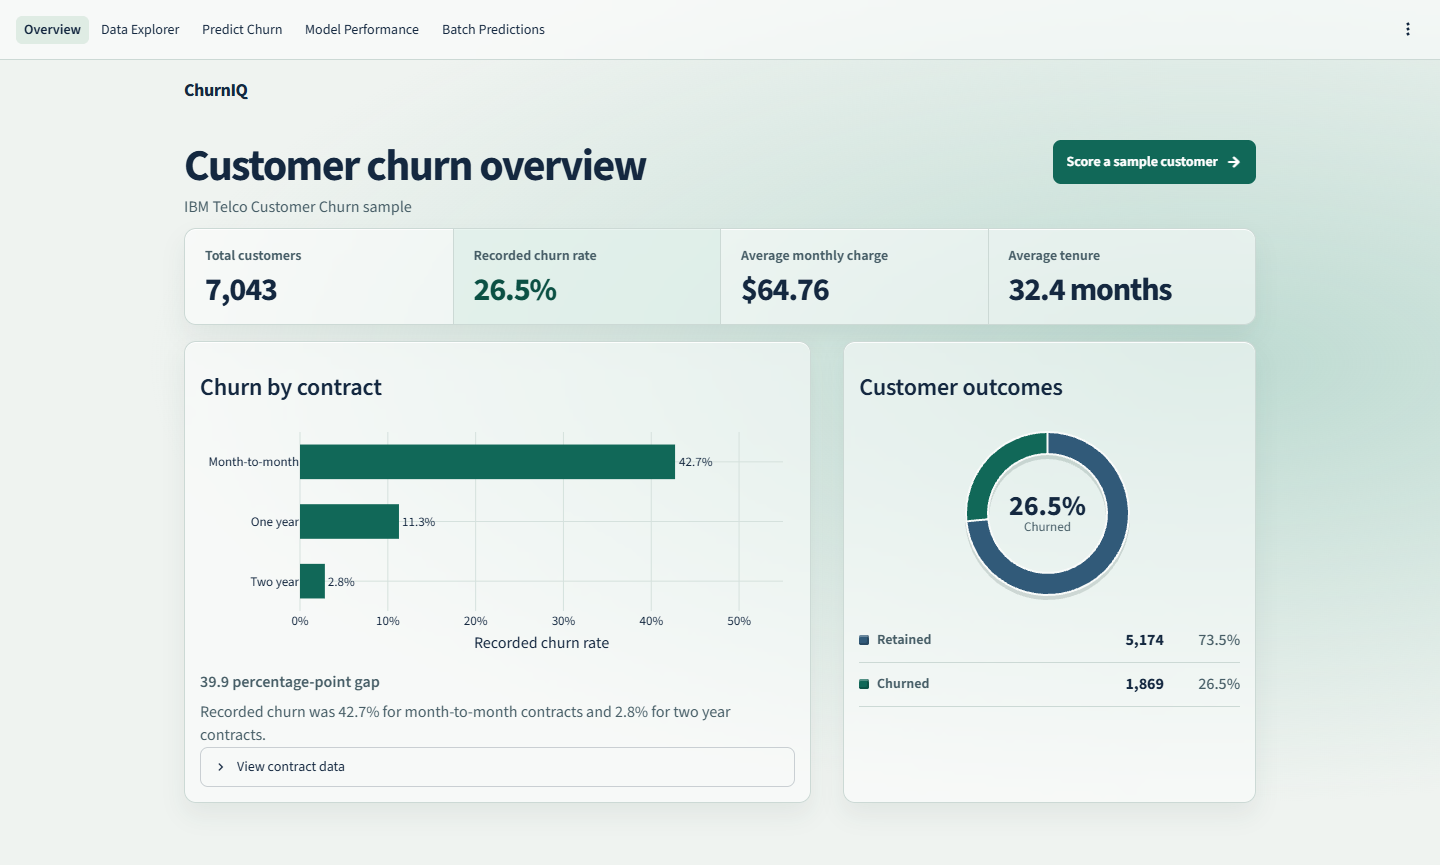 Overview Data Explorer Predict Churn Model Performance Batch Predictions
ChurnIQ
Customer churn overview
Score a sample customer →
IBM Telco Customer Churn sample
Total customers
7,043
Recorded churn rate
26.5%
Average monthly charge
$64.76
Average tenure
32.4 months
Churn by contract
Month-to-month 42.7%
One year 11.3%
Two year 2.8%
0% 10% 20% 30% 40% 50%
Recorded churn rate
39.9 percentage-point gap
Recorded churn was 42.7% for month-to-month contracts and 2.8% for two year
contracts.
View contract data
Customer outcomes
26.5%
Churned
Retained 5,174 73.5%
Churned 1,869 26.5%